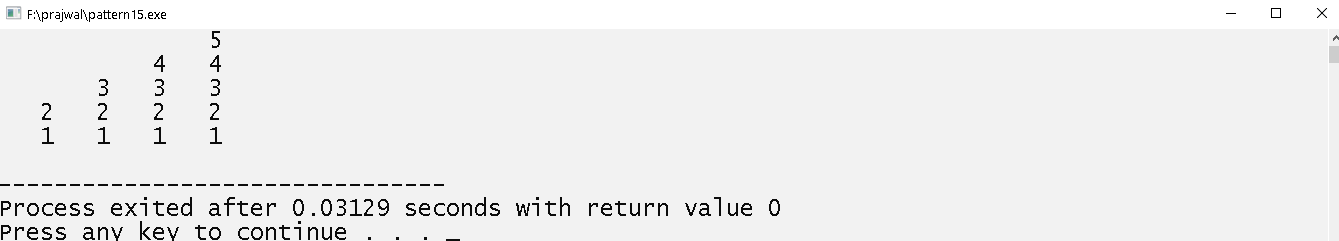 F:\prajwal\pattern15.exe
5
4 4
3 3 3
2 2 2 2
1 1 1 1
--------------------------------
Process exited after 0.03129 seconds with return value 0
Press any key to continue . . . _